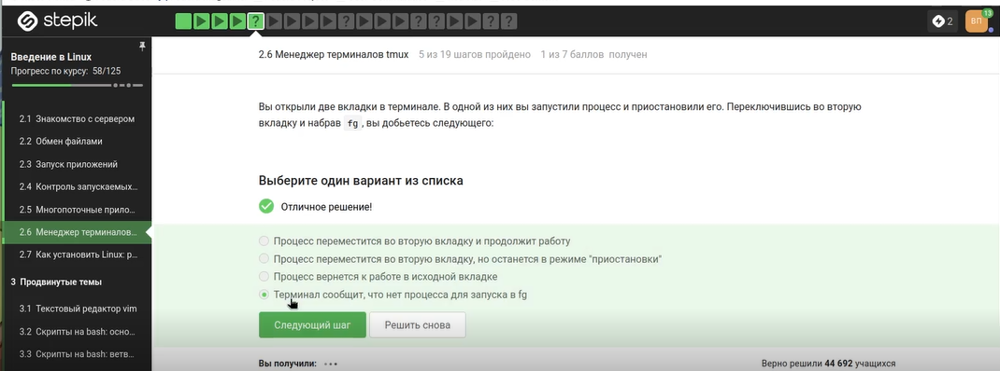 stepik
?
?
?
?
?
?
?
2
ВП
13
Введение в Linux
Прогресс по курсу: 58/125
2.1 Знакомство с сервером
2.2 Обмен файлами
2.3 Запуск приложений
2.4 Контроль запускаемых...
2.5 Многопоточные прило...
2.6 Менеджер терминалов...
2.7 Как установить Linux: р...
3 Продвинутые темы
3.1 Текстовый редактор vim
3.2 Скрипты на bash: осно...
3.3 Скрипты на bash: ветв...
2.6 Менеджер терминалов tmux 5 из 19 шагов пройдено 1 из 7 баллов получен
Вы открыли две вкладки в терминале. В одной из них вы запустили процесс и приостановили его. Переключившись во вторую
вкладку и набрав fg , вы добьетесь следующего:
Выберите один вариант из списка
Отличное решение!
Процесс переместится во вторую вкладку и продолжит работу
Процесс переместится во вторую вкладку, но останется в режиме "приостановки"
Процесс вернется к работе в исходной вкладке
Терминал сообщит, что нет процесса для запуска в fg
Следующий шаг
Решить снова
Вы получили: •••
Верно решили 44 692 учащихся